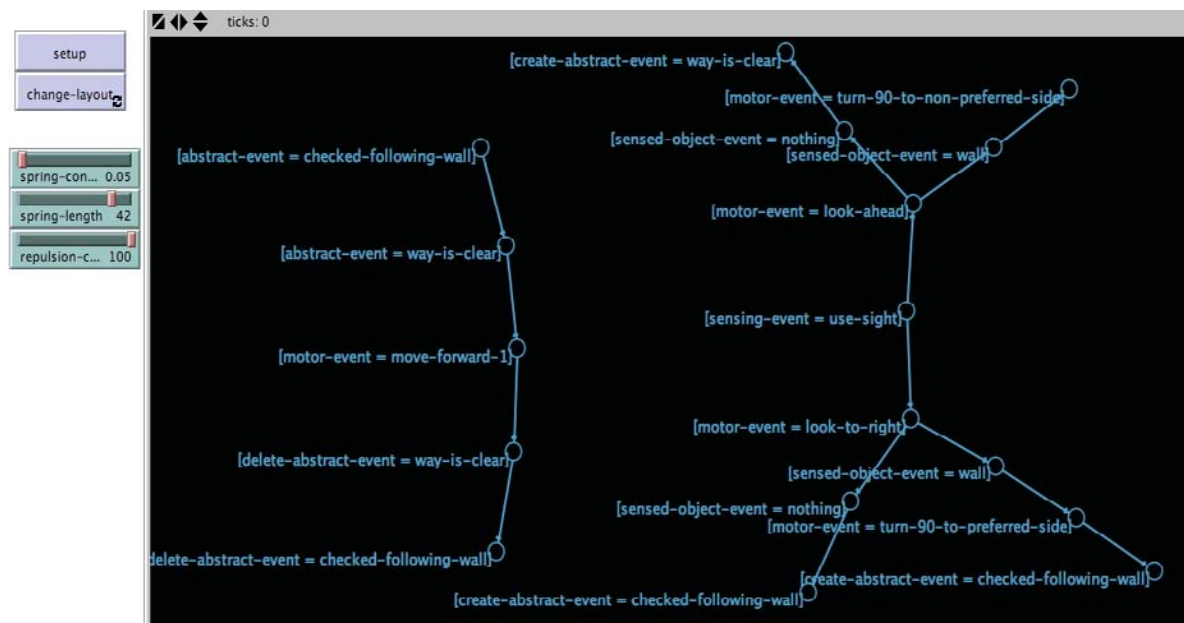 ticks: 0
setup
change-layout
spring-con... 0.05
spring-length 42
repulsion-c... 100
[create-abstract-event = way-is-clear]
[motor-event = turn-90-to-non-preferred-side]
[sensed-object-event = nothing]
[abstract-event = checked-following-wall]
[sensed-object-event = wall]
[motor-event = look-ahead]
[abstract-event = way-is-clear]
[sensing-event = use-sight]
[motor-event = move-forward-1]
[motor-event = look-to-right]
[delete-abstract-event = way-is-clear]
[sensed-object-event = wall]
[sensed-object-event = nothing]
[motor-event = turn-90-to-preferred-side]
delete-abstract-event = checked-following-wall]
[create-abstract-event = checked-following-wall]
[create-abstract-event = checked-following-wall]